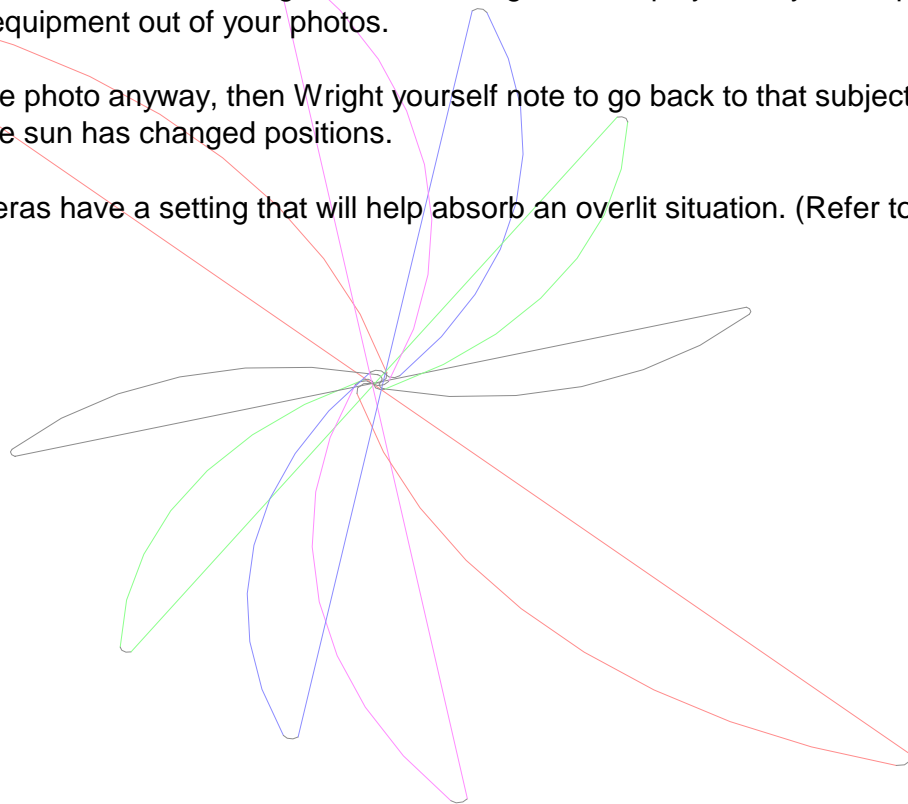 equipment out of your photos.
e photo anyway, then Wright yourself note to go back to that subject
e sun has changed positions.
eras have a setting that will help absorb an overlit situation. (Refer to